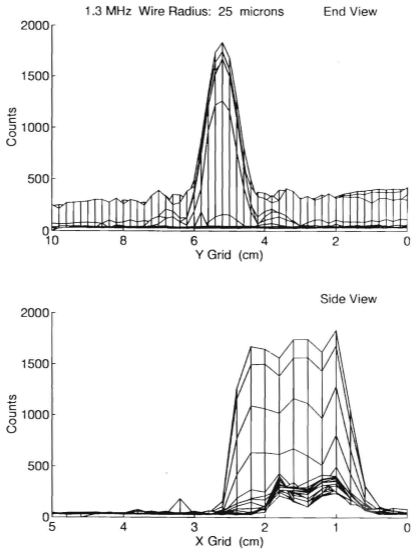 1.3 MHz Wire Radius: 25 microns End View
2000
1500
1000
500
0
Counts
10 8 6 4 2 0
Y Grid (cm)
Side View
2000
1500
1000
500
0
Counts
5 4 3 2 1 0
X Grid (cm)